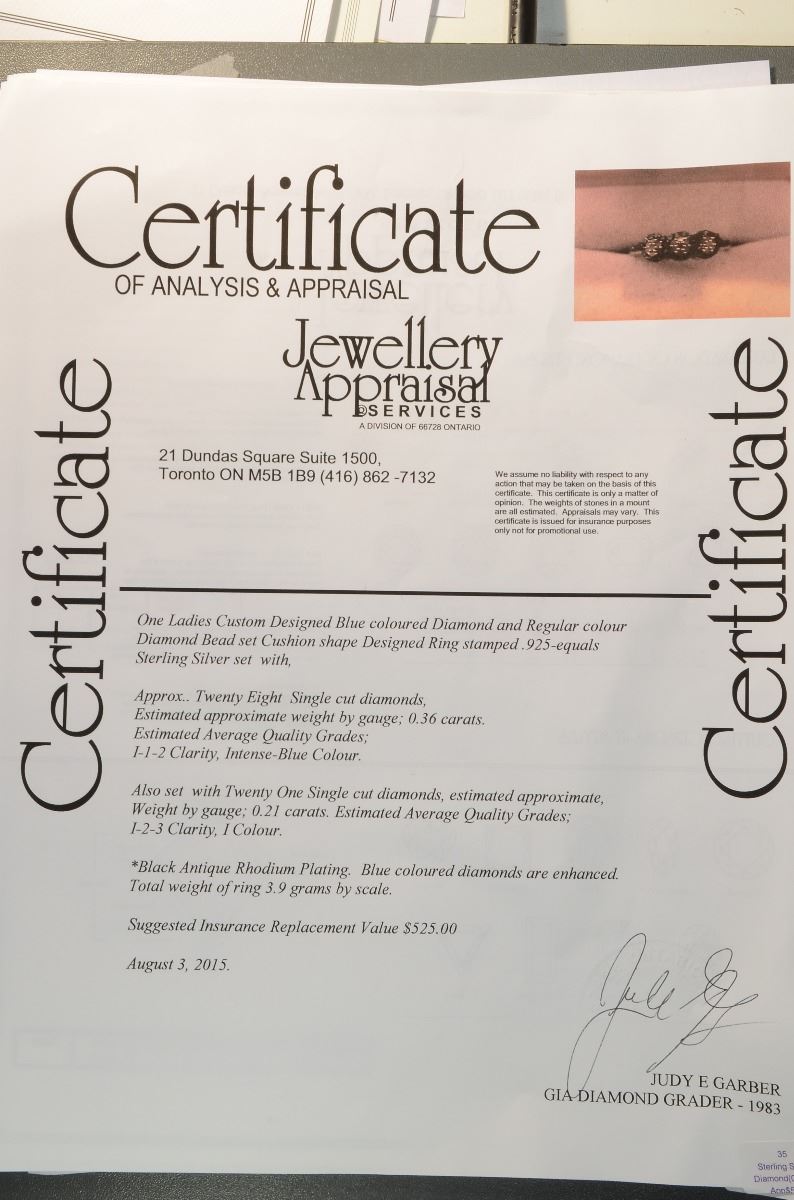 Certificate
OF ANALYSIS & APPRAISAL
Jewellery
Appraisal
SERVICES
A DIVISION OF 66728 ONTARIO
Certificate
Certificate
21 Dundas Square Suite 1500,
Toronto ON M5B 1B9 (416) 862 -7132
We assume no liability with respect to any
action that may be taken on the basis of this
certificate. This certificate is only a matter of
opinion. The weights of stones in a mount
are all estimated. Appraisals may vary. This
certificate is issued for insurance purposes
only not for promotional use.
One Ladies Custom Designed Blue coloured Diamond and Regular colour
Diamond Bead set Cushion shape Designed Ring stamped .925-equals
Sterling Silver set with,
Approx.. Twenty Eight Single cut diamonds,
Estimated approximate weight by gauge; 0.36 carats.
Estimated Average Quality Grades;
I-1-2 Clarity, Intense-Blue Colour.
Also set with Twenty One Single cut diamonds, estimated approximate,
Weight by gauge; 0.21 carats. Estimated Average Quality Grades;
I-2-3 Clarity, I Colour.
*Black Antique Rhodium Plating. Blue coloured diamonds are enhanced.
Total weight of ring 3.9 grams by scale.
Suggested Insurance Replacement Value $525.00
August 3, 2015.
JUDY E GARBER
GIA DIAMOND GRADER - 1983
35
Sterling S
Diamond(
App$5